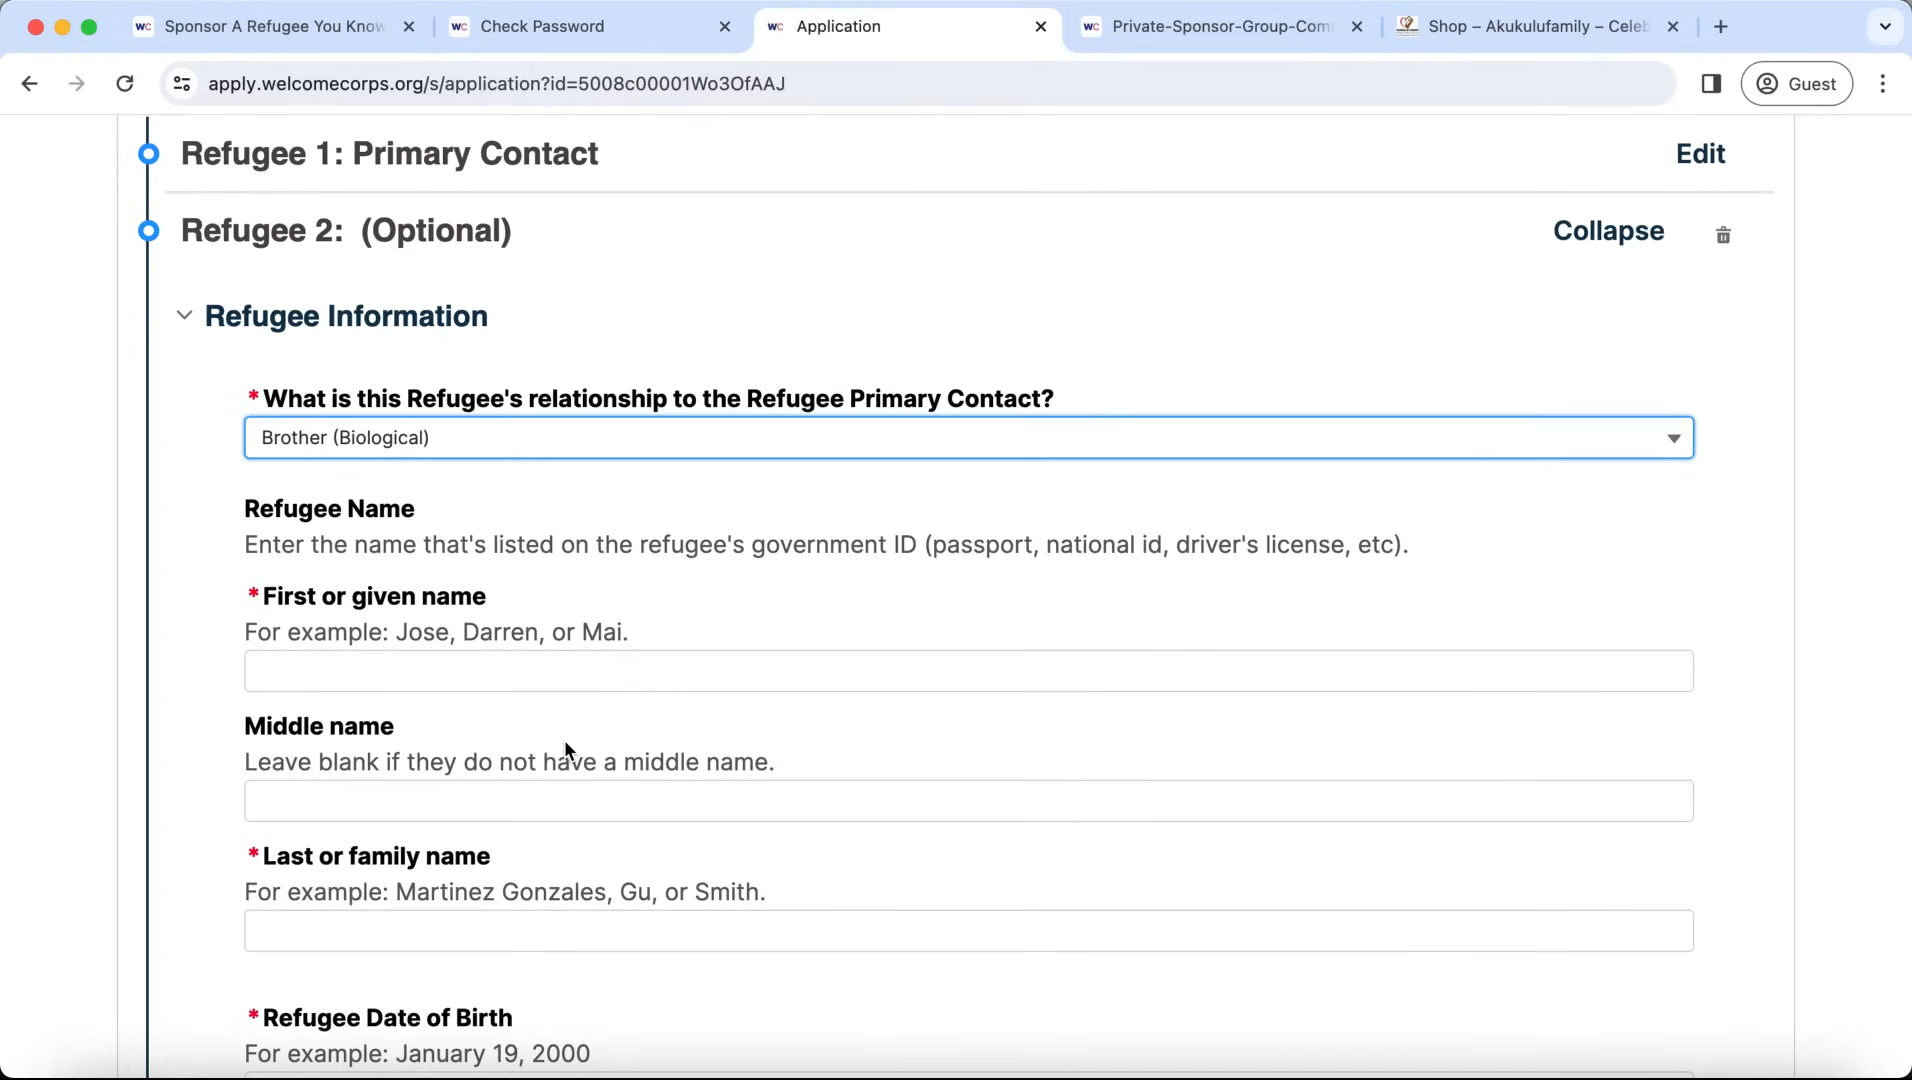 WC Sponsor A Refugee You Know
WC Check Password
WC Application
WC Private-Sponsor-Group-Com
Shop – Akukulufamily – Celeb
apply.welcomecorps.org/s/application?id=5008c00001Wo3OfAAJ
Guest
Refugee 1: Primary Contact
Edit
Refugee 2: (Optional)
Collapse
Refugee Information
*What is this Refugee's relationship to the Refugee Primary Contact?
Brother (Biological)
Refugee Name
Enter the name that's listed on the refugee's government ID (passport, national id, driver's license, etc).
*First or given name
For example: Jose, Darren, or Mai.
Middle name
Leave blank if they do not have a middle name.
*Last or family name
For example: Martinez Gonzales, Gu, or Smith.
*Refugee Date of Birth
For example: January 19, 2000